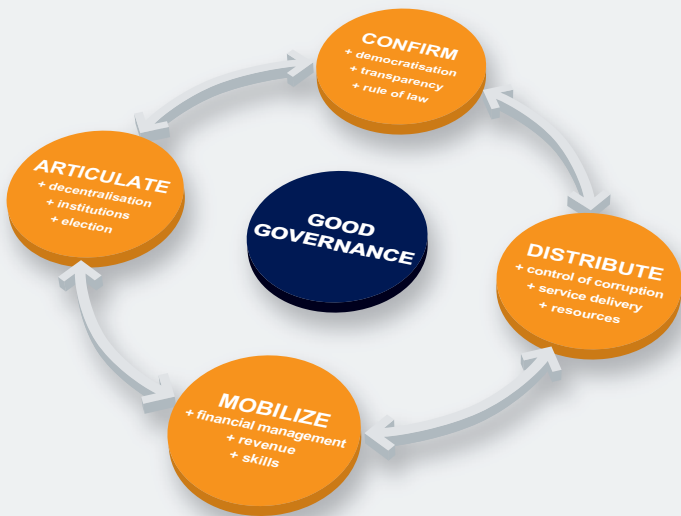 CONFIRM
+ democratisation
+ transparency
+ rule of law
ARTICULATE
+ decentralisation
+ institutions
+ election
GOOD
GOVERNANCE
DISTRIBUTE
+ control of corruption
+ service delivery
+ resources
MOBILIZE
+ financial management
+ revenue
+ skills